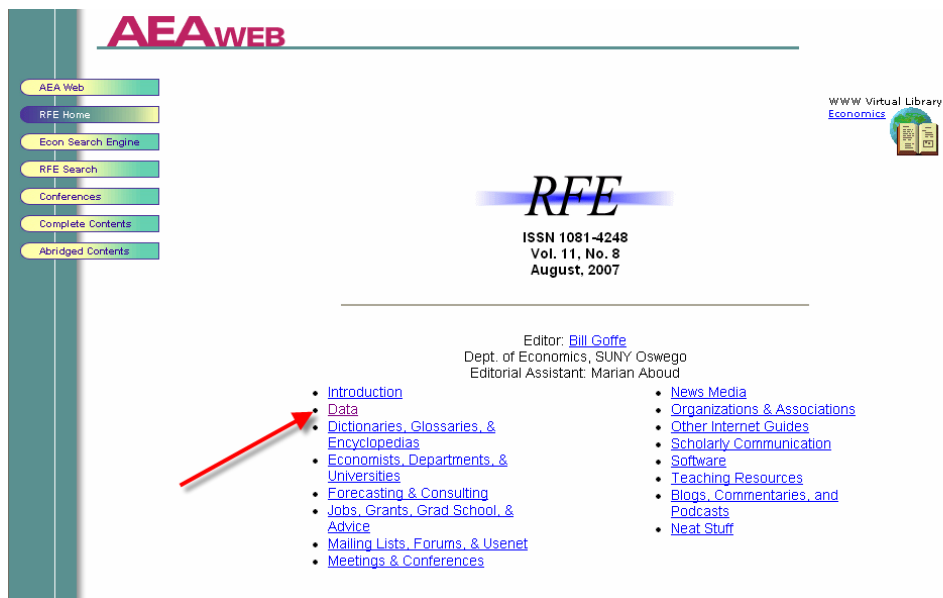 AEAWEB
AEA Web
RFE Home
Econ Search Engine
RFE Search
Conferences
Complete Contents
Abridged Contents
WWW Virtual Library
Economics
RFE
ISSN 1081-4248
Vol. 11, No. 8
August, 2007
Editor: Bill Goffe
Dept. of Economics, SUNY Oswego
Editorial Assistant: Marian Aboud
• Introduction
• Data
• Dictionaries, Glossaries, &
Encyclopedias
• Economists, Departments, &
Universities
• Forecasting & Consulting
• Jobs, Grants, Grad School, &
Advice
• Mailing Lists, Forums, & Usenet
• Meetings & Conferences
• News Media
• Organizations & Associations
• Other Internet Guides
• Scholarly Communication
• Software
• Teaching Resources
• Blogs, Commentaries, and
Podcasts
• Neat Stuff